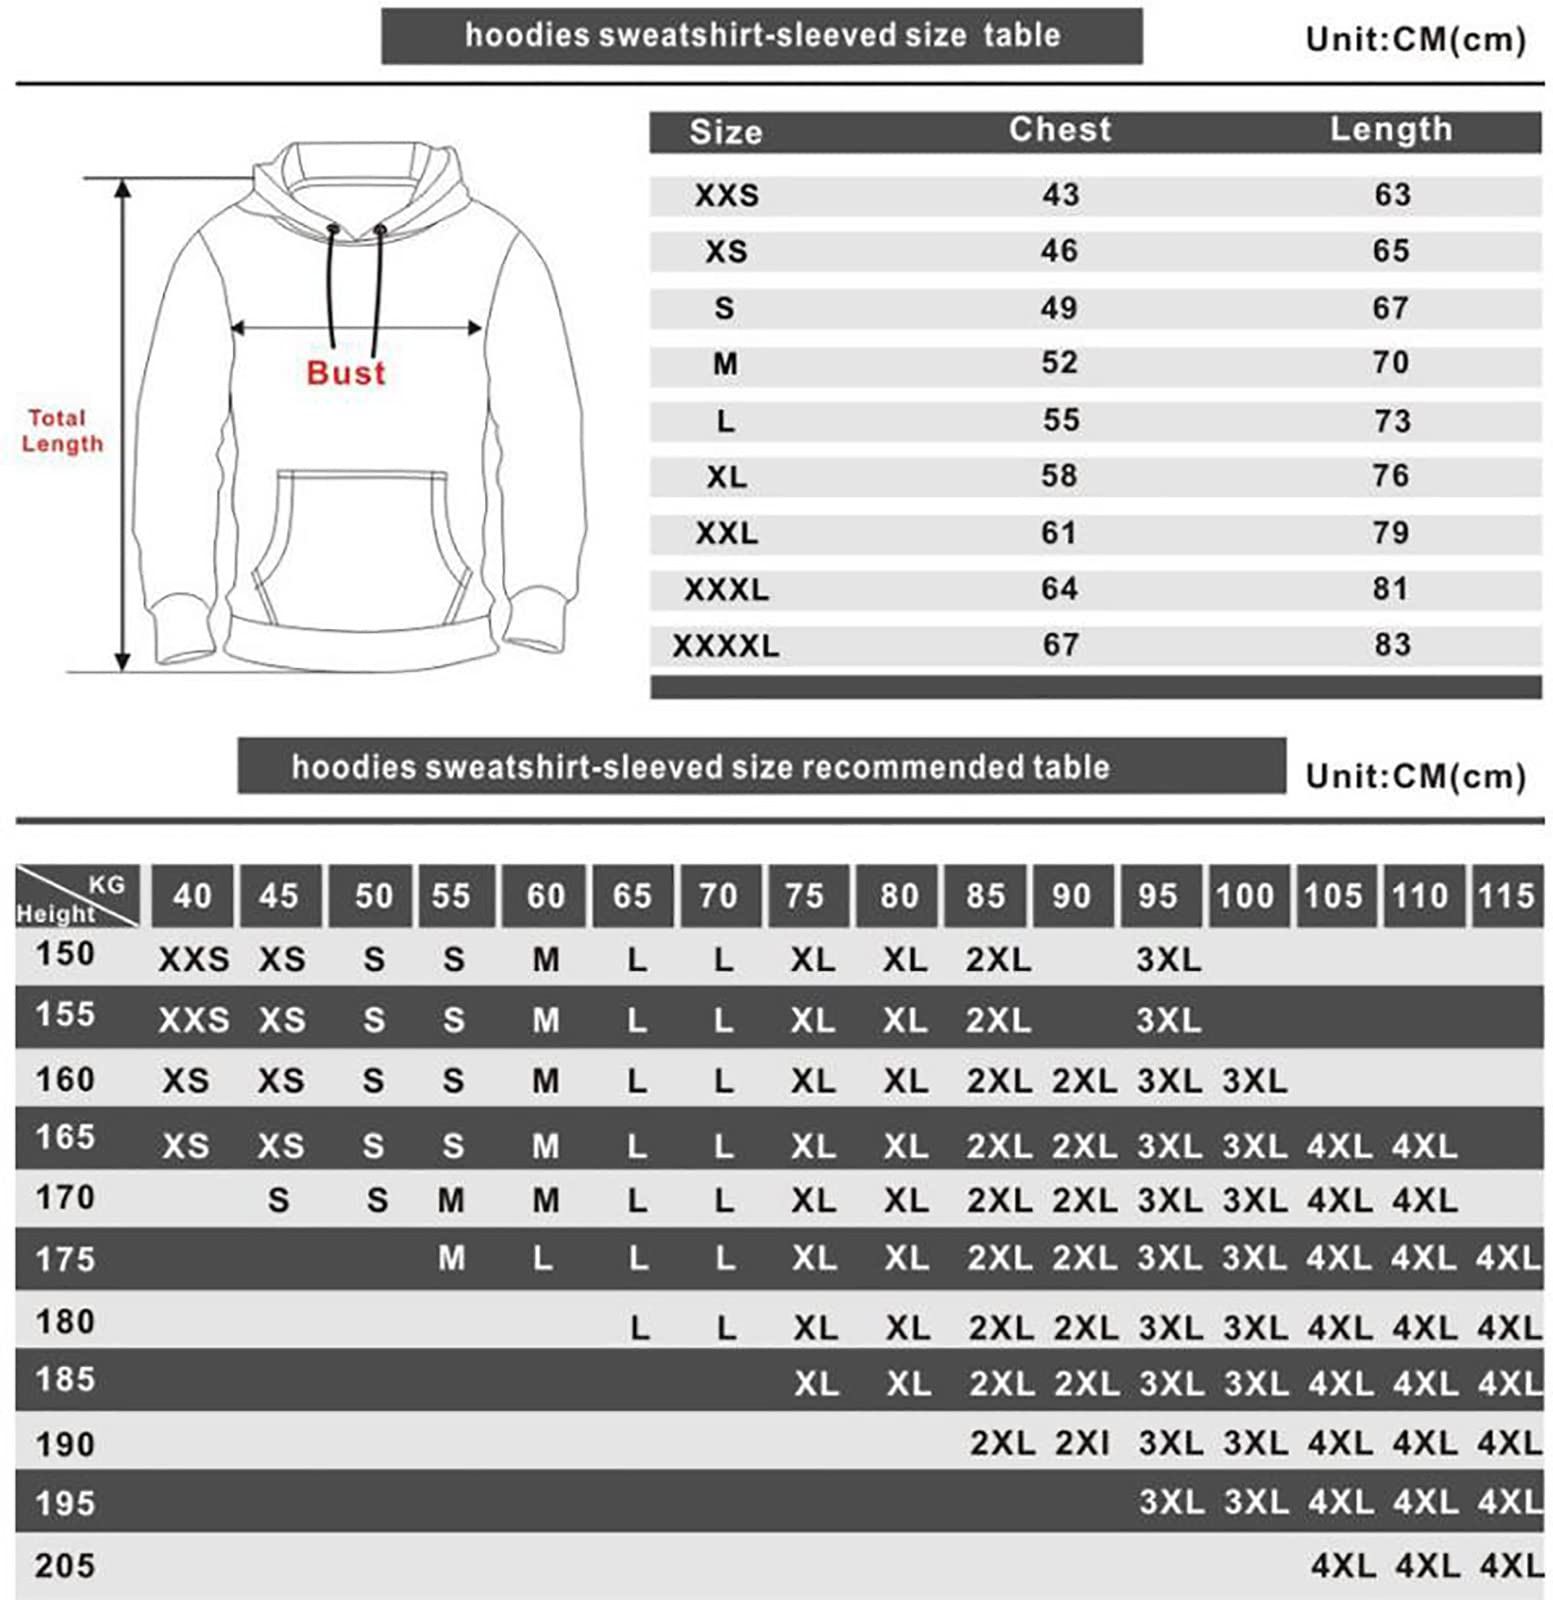 hoodies sweatshirt-sleeved size table
Unit:CM(cm)
Size Chest Length
XXS 43 63
XS 46 65
S 49 67
M 52 70
L 55 73
XL 58 76
XXL 61 79
XXXL 64 81
XXXXL 67 83
Bust
Total
Length
hoodies sweatshirt-sleeved size recommended table
Unit:CM(cm)
KG
Height
40 45 50 55 60 65 70 75 80 85 90 95 100 105 110 115
150 XXS XS S S M L L XL XL 2XL 3XL
155 XXS XS S S M L L XL XL 2XL 3XL
160 XS XS S S M L L XL XL 2XL 2XL 3XL 3XL
165 XS XS S S M L L XL XL 2XL 2XL 3XL 3XL 4XL 4XL
170 S S M M L L XL XL 2XL 2XL 3XL 3XL 4XL 4XL
175 M L L L XL XL 2XL 2XL 3XL 3XL 4XL 4XL 4XL
180 L L XL XL 2XL 2XL 3XL 3XL 4XL 4XL 4XL
185 XL XL 2XL 2XL 3XL 3XL 4XL 4XL 4XL
190 2XL 2XI 3XL 3XL 4XL 4XL 4XL
195 3XL 3XL 4XL 4XL 4XL
205 4XL 4XL 4XL